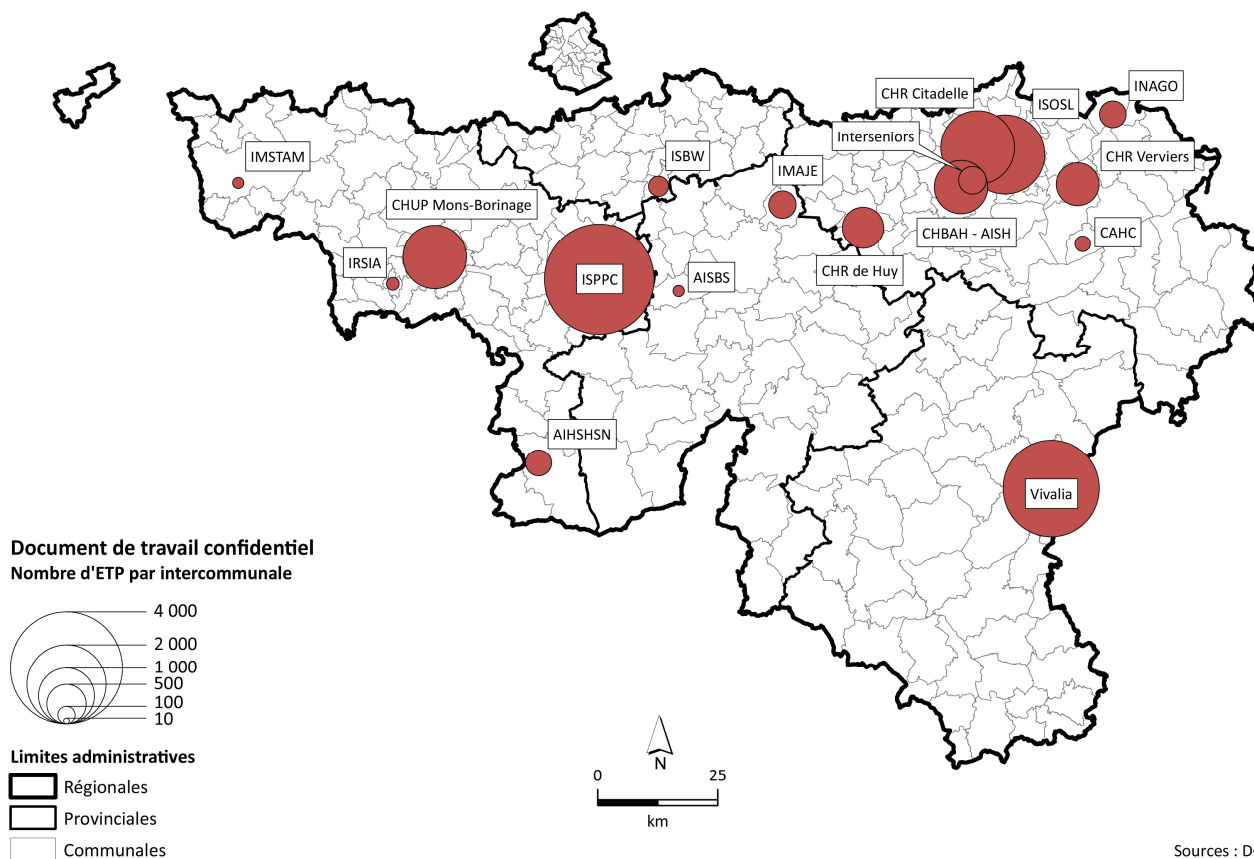 CHR Citadelle
ISOSL
INAGO
Interseniors
IMSTAM
ISBW
IMAJE
CHR Verviers
CHUP Mons-Borinage
CHBAH - AISH
CAHC
IRSIA
ISPPC
AISBS
CHR de Huy
AIHSHSN
Vivalia
Document de travail confidentiel
Nombre d'ETP par intercommunale
4 000
2 000
1 000
500
100
10
Limites administratives
Régionales
Provinciales
Communales
N
0 25
km
Sources :